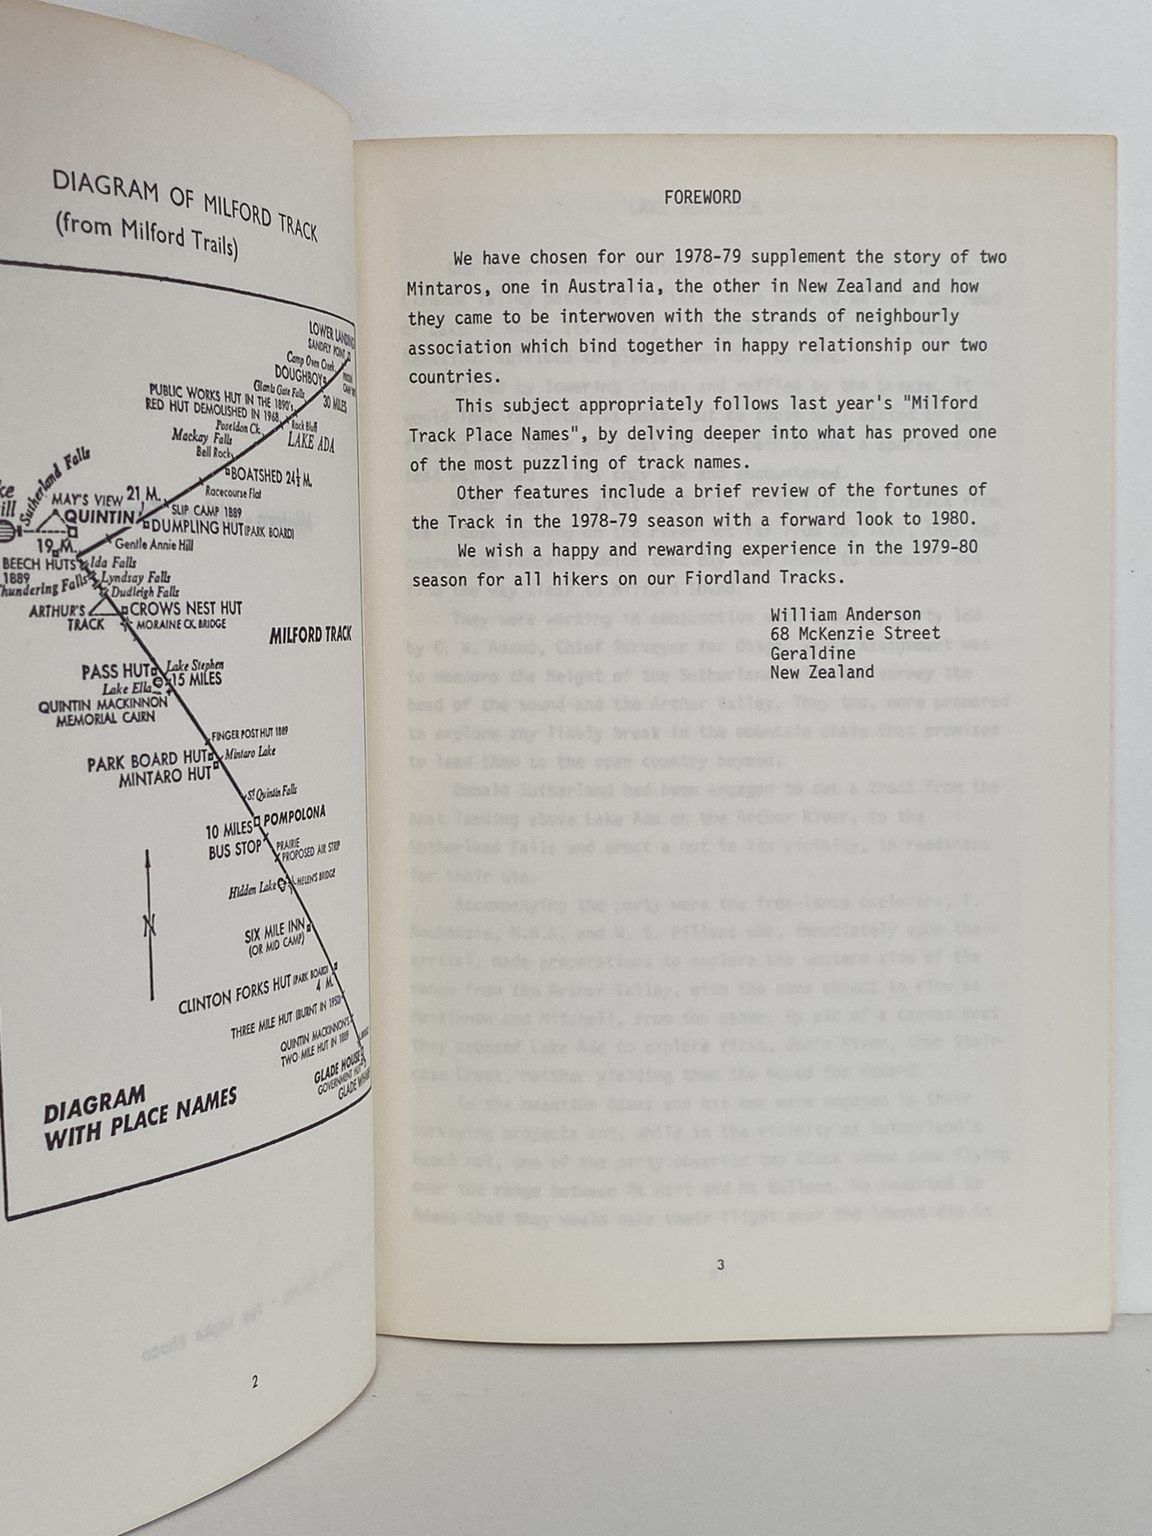 DIAGRAM OF MILFORD TRACK
(from Milford Trails)
LOWER LANDING
SANDFLY POINT
Camp Oven Creek
DOUGHBOY
Giants Gate Falls
30 MILES
PUBLIC WORKS HUT IN THE 1890's
RED HUT DEMOLISHED IN 1968
Poseidon Ck.
Rock Bluff
LAKE ADA
Mackay Falls
Bell Rock
BOATSHED 24½ M.
Racecourse Flat
Sutherland Falls
MAY'S VIEW 21 M.
SLIP CAMP 1889
QUINTIN
DUMPLING HUT (PARK BOARD)
19 M.
Gentle Annie Hill
BEECH HUTS
1889
Ida Falls
Lyndsay Falls
Thundering Falls
Dudleigh Falls
ARTHUR'S
TRACK
CROWS NEST HUT
MORAINE CK. BRIDGE
MILFORD TRACK
PASS HUT
Lake Stephen
15 MILES
Lake Ella
QUINTIN MACKINNON
MEMORIAL CAIRN
FINGER POST HUT 1889
PARK BOARD HUT
Mintaro Lake
MINTARO HUT
St Quintin Falls
10 MILES
POMPOLONA
BUS STOP
PRAIRIE
PROPOSED AIR STRIP
Hidden Lake
HELEN'S BRIDGE
N
SIX MILE INN
(OR MID CAMP)
CLINTON FORKS HUT (PARK BOARD)
4 M.
THREE MILE HUT (BURNT IN 1950)
QUINTIN MACKINNON'S
TWO MILE HUT IN 1889
GLADE HOUSE
GOVERNMENT HUT
GLADE WHARF
DIAGRAM
WITH PLACE NAMES
2
FOREWORD
We have chosen for our 1978-79 supplement the story of two
Mintaros, one in Australia, the other in New Zealand and how
they came to be interwoven with the strands of neighbourly
association which bind together in happy relationship our two
countries.
This subject appropriately follows last year's "Milford
Track Place Names", by delving deeper into what has proved one
of the most puzzling of track names.
Other features include a brief review of the fortunes of
the Track in the 1978-79 season with a forward look to 1980.
We wish a happy and rewarding experience in the 1979-80
season for all hikers on our Fiordland Tracks.
William Anderson
68 McKenzie Street
Geraldine
New Zealand
3